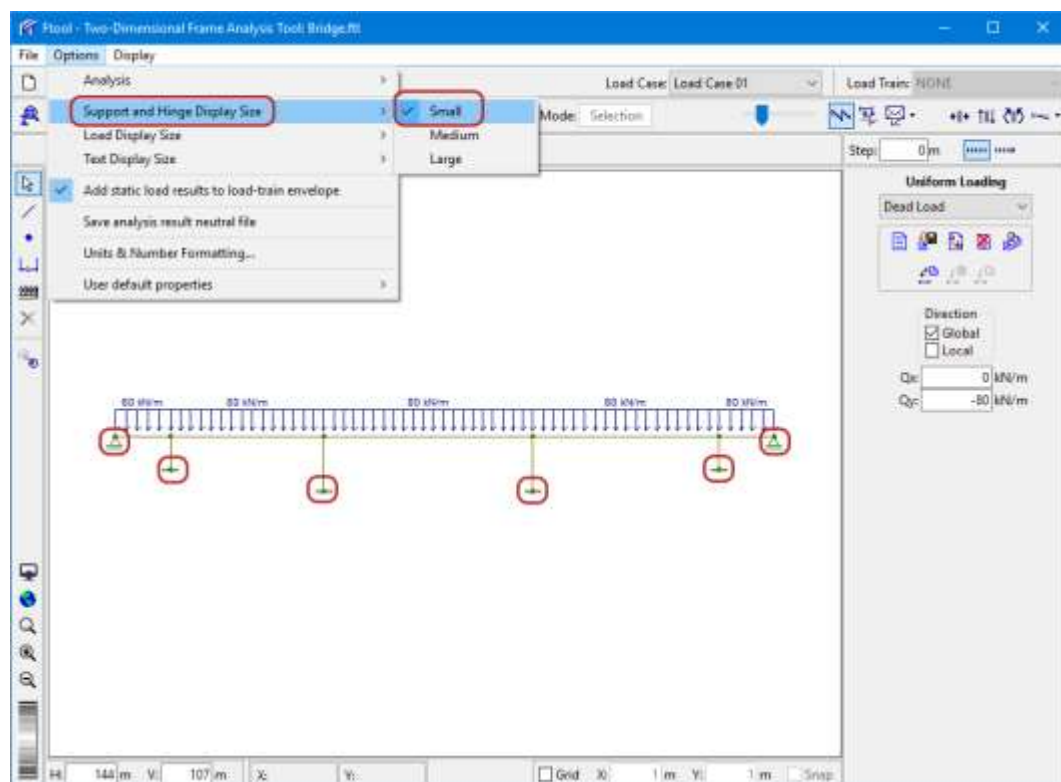 Ftool - Two-Dimensional Frame Analysis Tool: Bridge.ftl
File Options Display
Analysis
Support and Hinge Display Size
Load Display Size
Text Display Size
Add static load results to load-train envelope
Save analysis result neutral file
Units & Number Formatting...
User default properties
Small
Medium
Large
Load Case: Load Case 01
Load Train: NONE
Mode: Selection
Step: 0 m
Uniform Loading
Dead Load
Direction
Global
Local
Qx: 0 kN/m
Qy: -80 kN/m
80 kN/m 80 kN/m 80 kN/m 80 kN/m 80 kN/m
H: 144 m V: 107 m X: Y: Grid X: 1 m Y: 1 m Snap